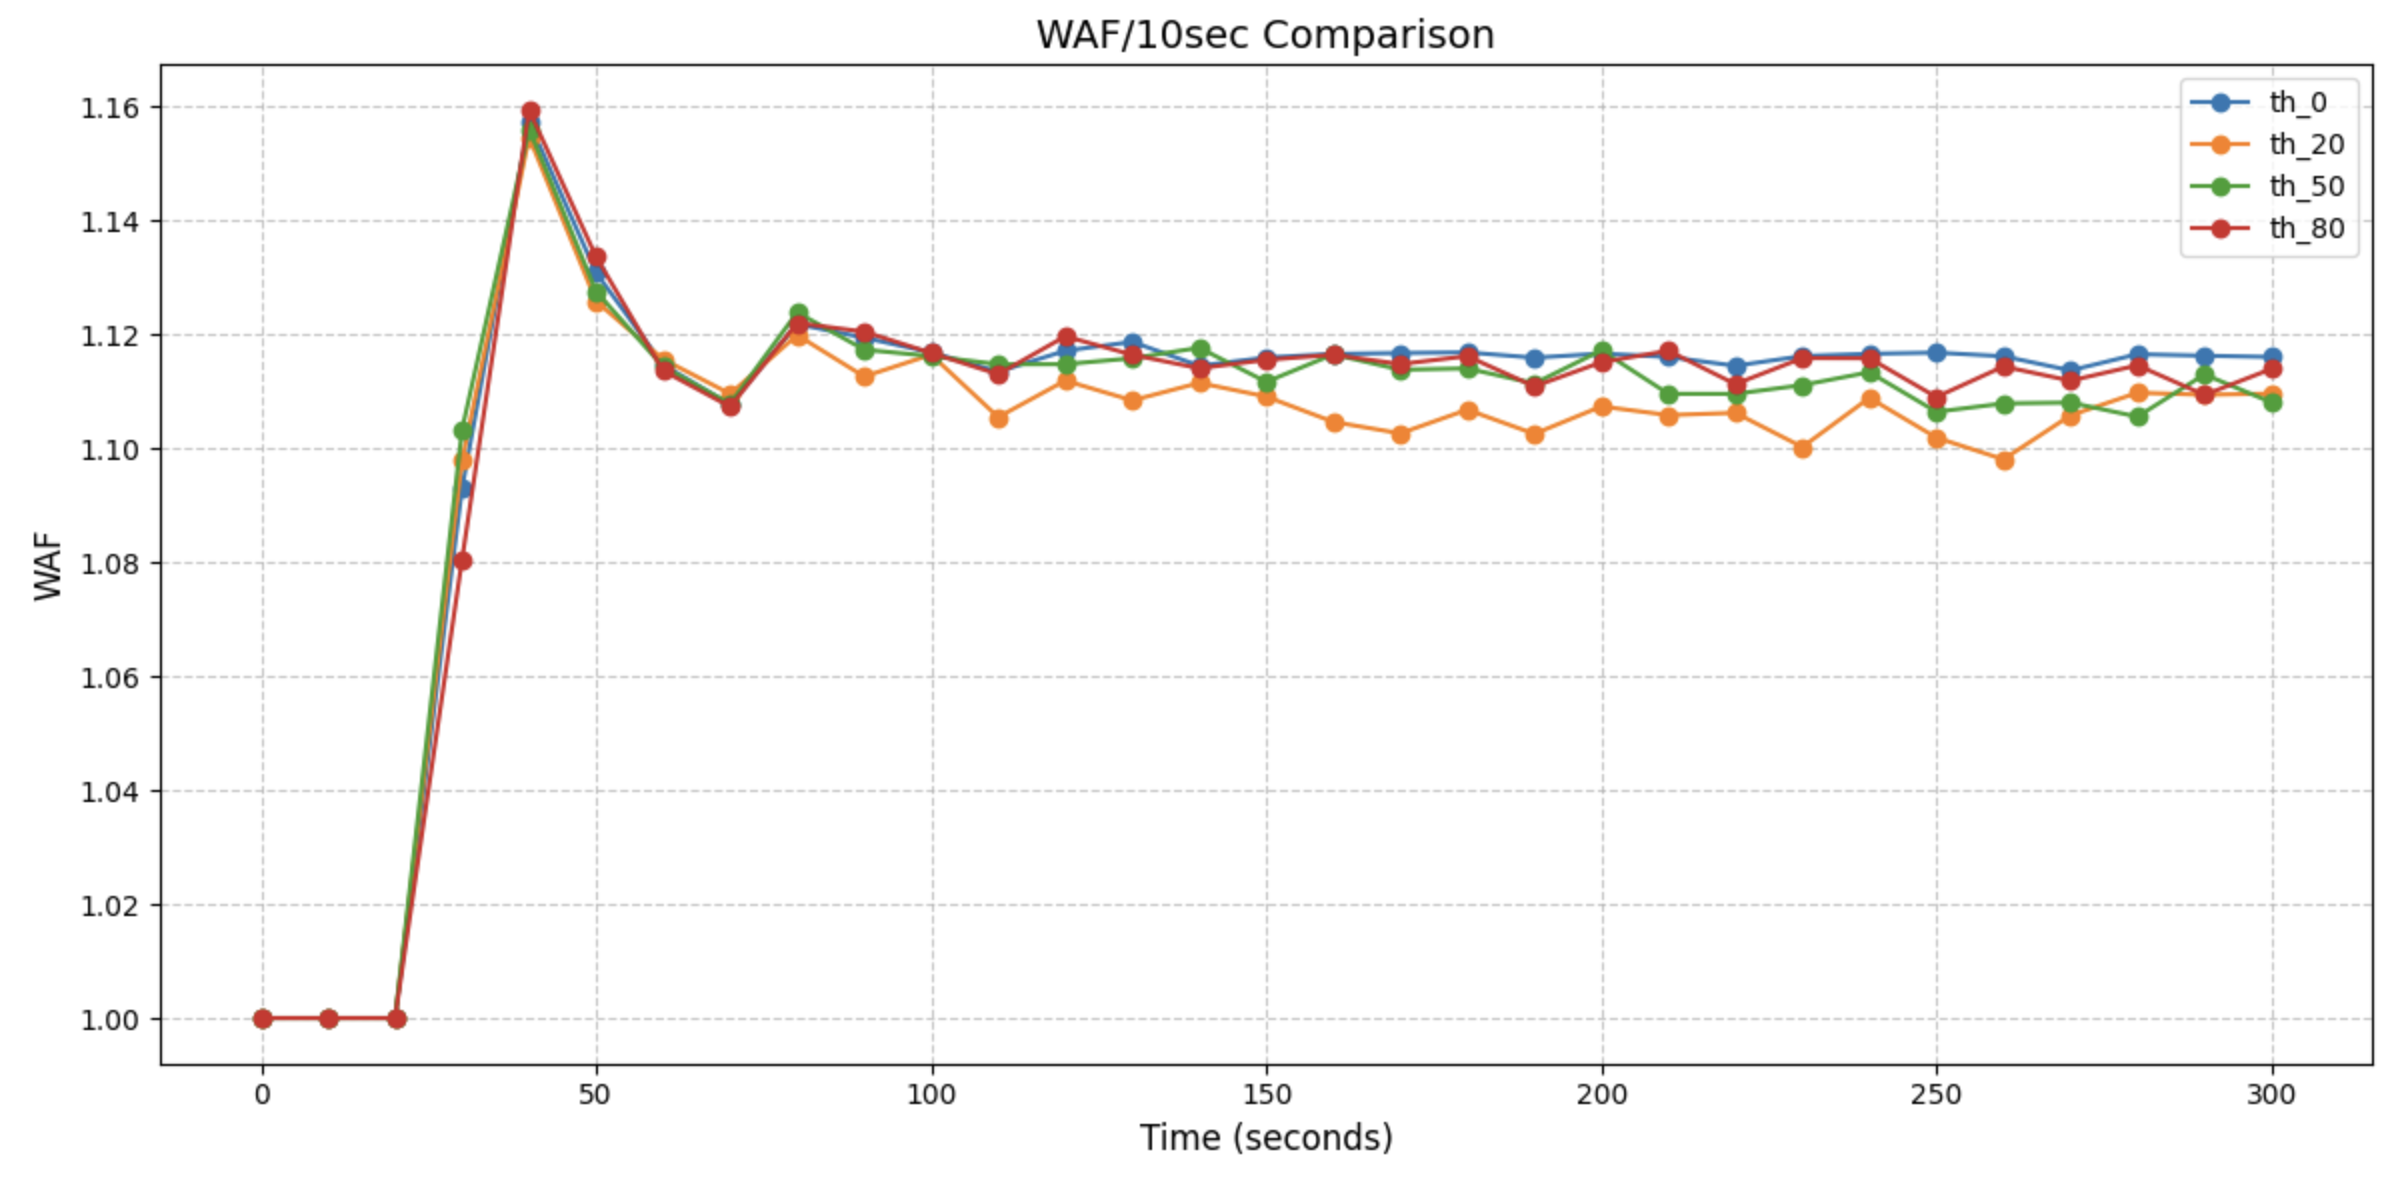 WAF/10sec Comparison
th_0
th_20
th_50
th_80
WAF
1.16
1.14
1.12
1.10
1.08
1.06
1.04
1.02
1.00
0 50 100 150 200 250 300
Time (seconds)